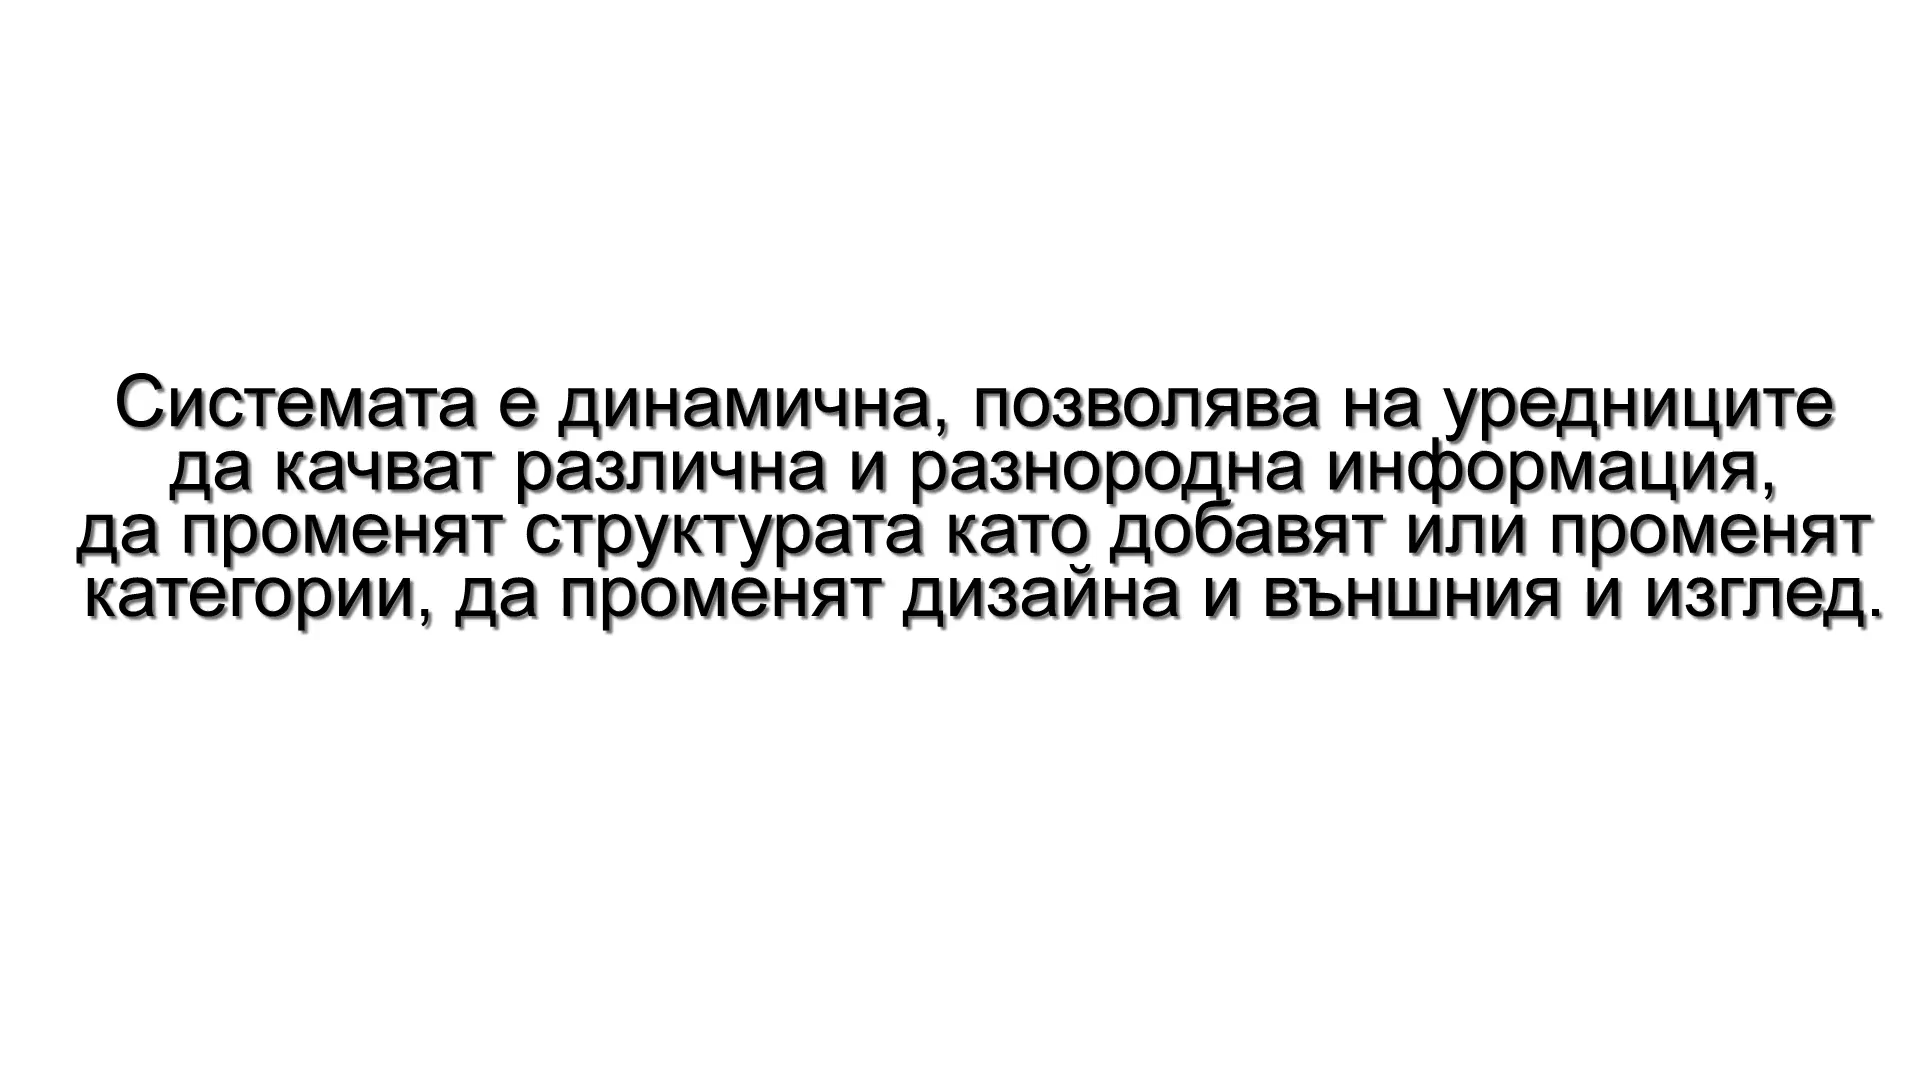 Системата е динамична, позволява на уредниците
да качват различна и разнородна информация,
да променят структурата като добавят или променят
категории, да променят дизайна и външния и изглед.